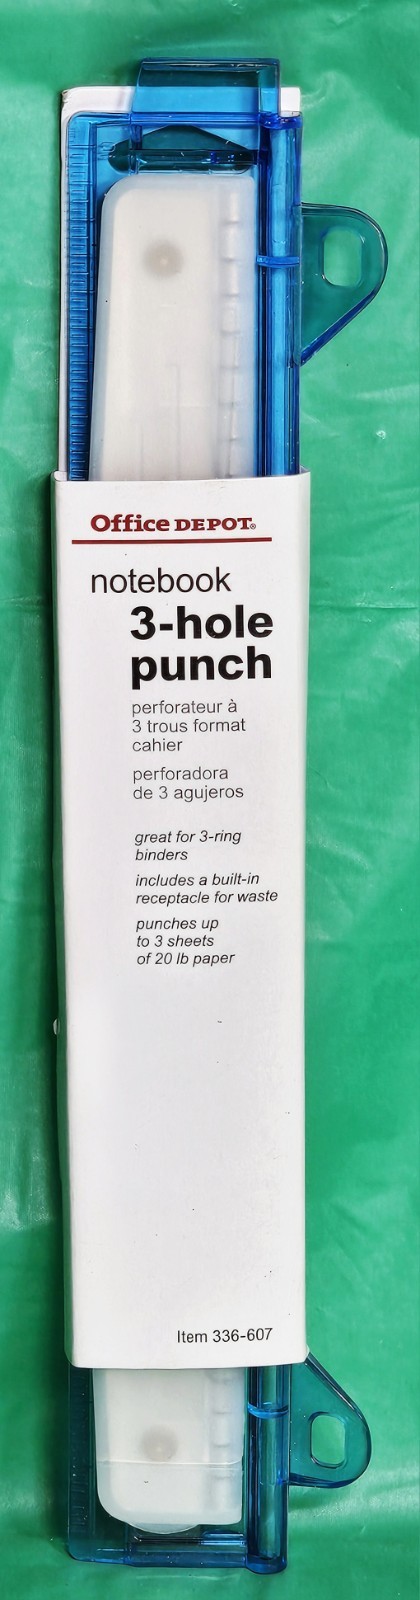 Office DEPOT®
notebook
3-hole
punch
perforateur à
3 trous format
cahier
perforadora
de 3 agujeros
great for 3-ring
binders
includes a built-in
receptacle for waste
punches up
to 3 sheets
of 20 lb paper
Item 336-607